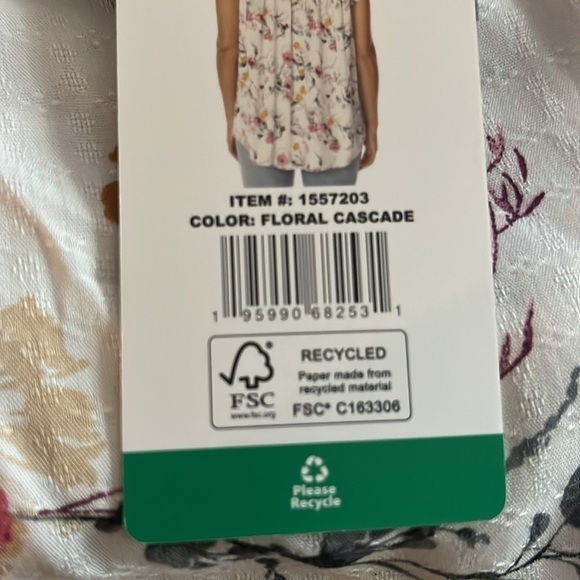 ITEM #: 1557203
COLOR: FLORAL CASCADE
1 95990 68253 1
FSC
www.fsc.org
RECYCLED
Paper made from
recycled material
FSC® C163306
Please
Recycle